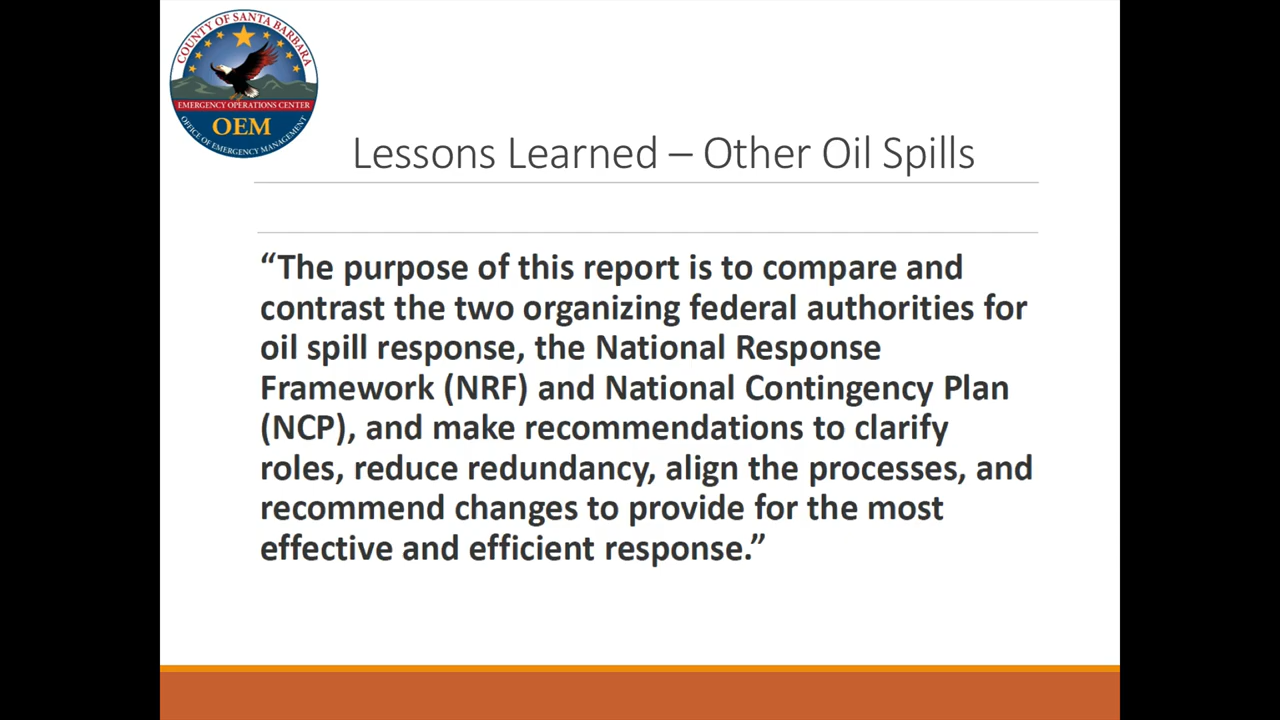 COUNTY OF SANTA BARBARA
EMERGENCY OPERATIONS CENTER
OEM
OFFICE OF EMERGENCY MANAGEMENT
Lessons Learned – Other Oil Spills
“The purpose of this report is to compare and
contrast the two organizing federal authorities for
oil spill response, the National Response
Framework (NRF) and National Contingency Plan
(NCP), and make recommendations to clarify
roles, reduce redundancy, align the processes, and
recommend changes to provide for the most
effective and efficient response.”